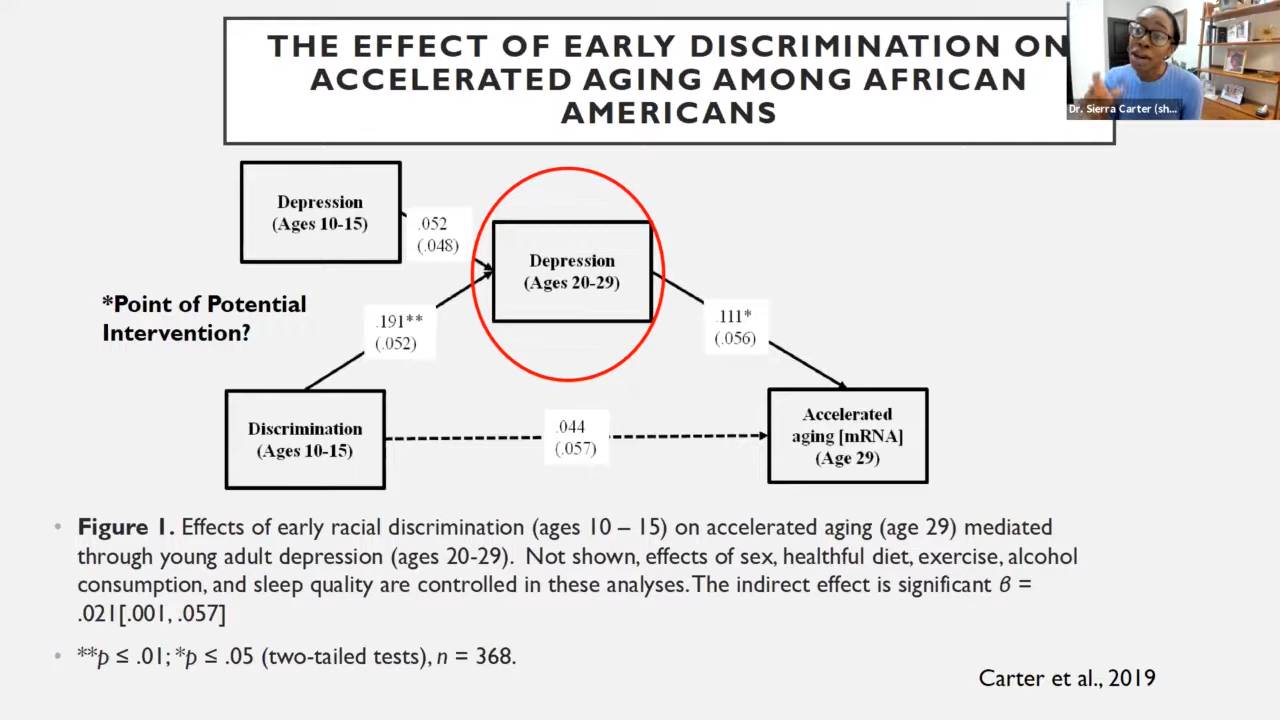 THE EFFECT OF EARLY DISCRIMINATION ON
ACCELERATED AGING AMONG AFRICAN
AMERICANS
Dr. Sierra Carter (sh...
Depression
(Ages 10-15)
.052
(.048)
Depression
(Ages 20-29)
*Point of Potential
Intervention?
.191**
(.052)
.111*
(.056)
Discrimination
(Ages 10-15)
.044
(.057)
Accelerated
aging [mRNA]
(Age 29)
• Figure 1. Effects of early racial discrimination (ages 10 – 15) on accelerated aging (age 29) mediated
through young adult depression (ages 20-29). Not shown, effects of sex, healthful diet, exercise, alcohol
consumption, and sleep quality are controlled in these analyses. The indirect effect is significant β =
.021[.001, .057]
• **p ≤ .01; *p ≤ .05 (two-tailed tests), n = 368.
Carter et al., 2019